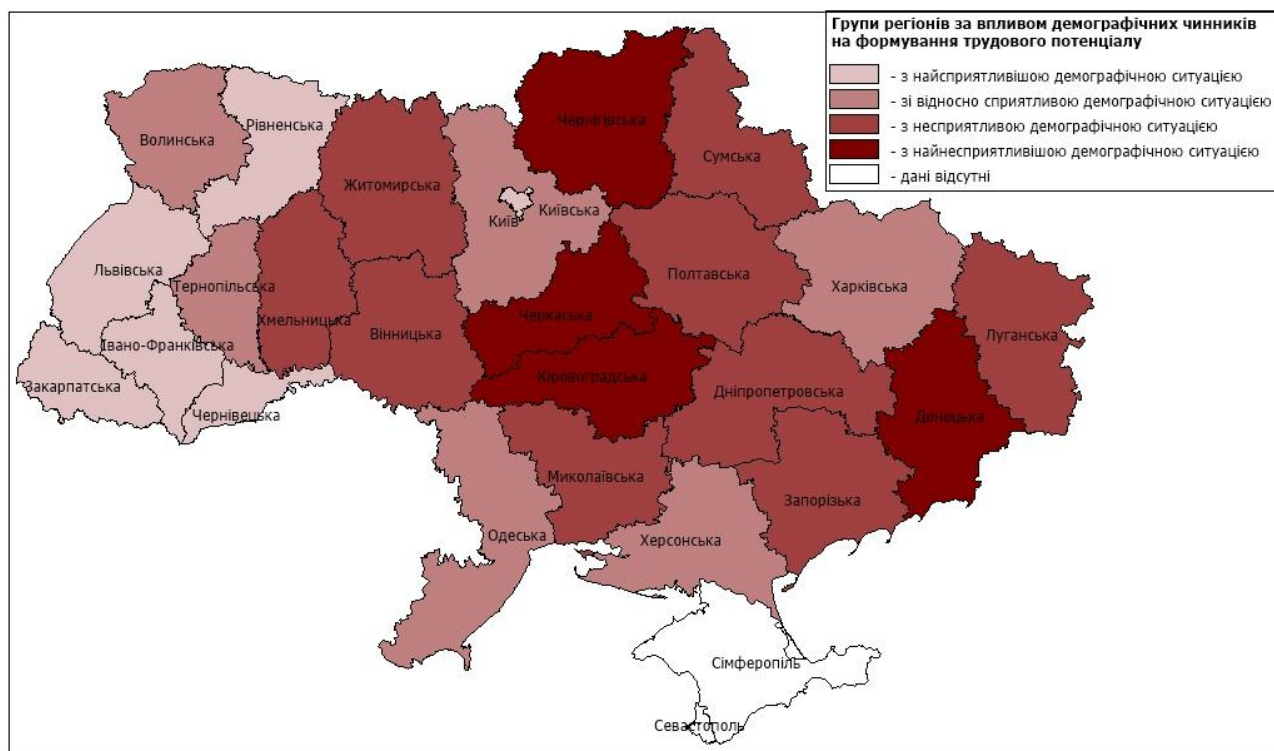 Групи регіонів за впливом демографічних чинників
на формування трудового потенціалу
- з найсприятливішою демографічною ситуацією
- зі відносно сприятливою демографічною ситуацією
- з несприятливою демографічною ситуацією
- з найнесприятливішою демографічною ситуацією
- дані відсутні
Волинська
Рівненська
Чернігівська
Сумська
Житомирська
Київ
Київська
Львівська
Тернопільська
Хмельницька
Вінницька
Черкаська
Полтавська
Харківська
Луганська
Івано-Франківська
Закарпатська
Чернівецька
Кіровоградська
Дніпропетровська
Донецька
Миколаївська
Запорізька
Одеська
Херсонська
Сімферопіль
Севастополь